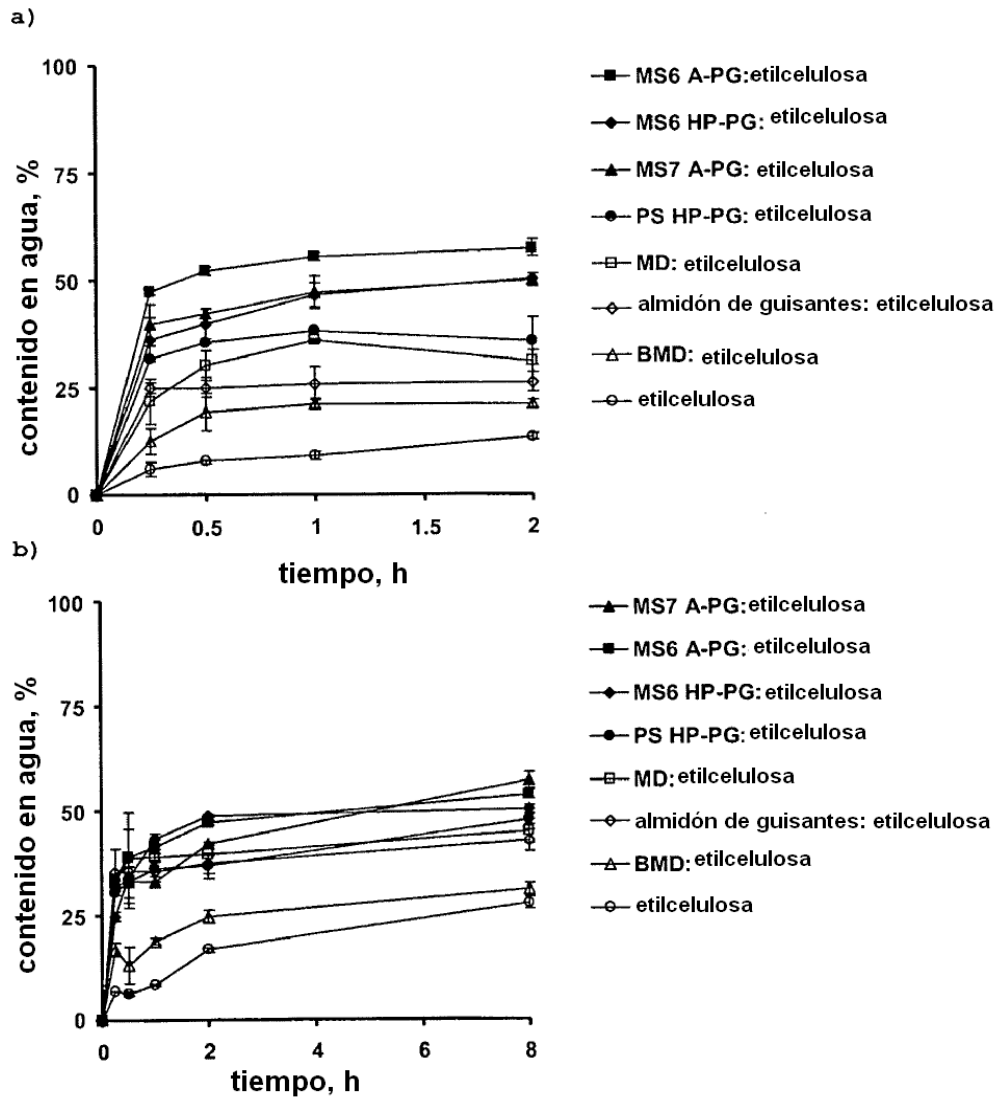 a)
contenido en agua, %
100
75
50
25
0
0
0.5
1
1.5
2
tiempo, h
MS6 A-PG: etilcelulosa
MS6 HP-PG: etilcelulosa
MS7 A-PG: etilcelulosa
PS HP-PG: etilcelulosa
MD: etilcelulosa
almidón de guisantes: etilcelulosa
BMD: etilcelulosa
etilcelulosa
b)
contenido en agua, %
100
75
50
25
0
0
2
4
6
8
tiempo, h
MS7 A-PG: etilcelulosa
MS6 A-PG: etilcelulosa
MS6 HP-PG: etilcelulosa
PS HP-PG: etilcelulosa
MD: etilcelulosa
almidón de guisantes: etilcelulosa
BMD: etilcelulosa
etilcelulosa